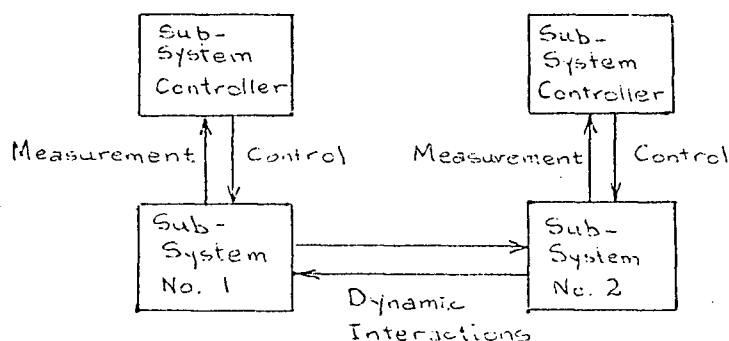 Sub-
System
Controller
Sub-
System
Controller
Measurement
Control
Measurement
Control
Sub-
System
No. 1
Sub-
System
No. 2
Dynamic
Interactions